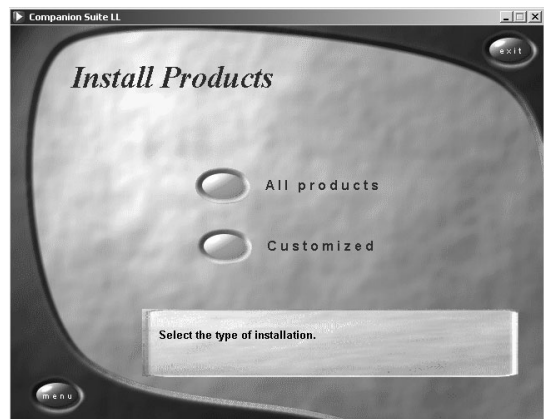 Companion Suite LL
exit
Install Products
All products
Customized
Select the type of installation.
menu